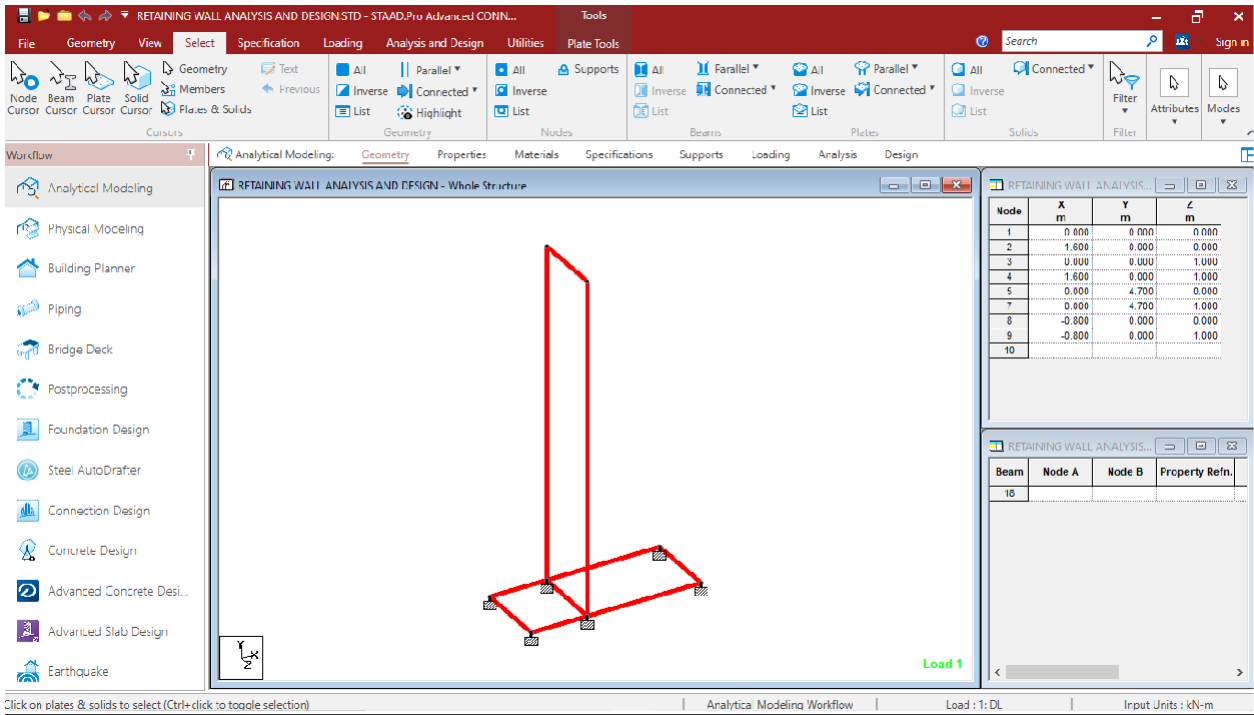 RETAINING WALL ANALYSIS AND DESIGN.STD - STAAD.Pro Advanced CONN... Tools
File Geometry View Select Specification Loading Analysis and Design Utilities Plate Tools Search Sign in
Geometry Text All Parallel Connected All Supports All Parallel All Parallel All Connected
Members Previous Inverse Connected Inverse Inverse Connected Inverse Connected Inverse
Plates & Solids List Highlight List List List List
Node Cursor Beam Cursor Plate Cursor Solid Cursor Filter Attributes Modes
Cursors Geometry Nodes Beams Plates Solids Filter
Workflow Analytical Modeling: Geometry Properties Materials Specifications Supports Loading Analysis Design
Analytical Modeling
Physical Modeling
Building Planner
Piping
Bridge Deck
Postprocessing
Foundation Design
Steel AutoDrafter
Connection Design
Concrete Design
Advanced Concrete Desi...
Advanced Slab Design
Earthquake
RETAINING WALL ANALYSIS AND DESIGN - Whole Structure
Y
X
Z
Load 1
RETAINING WALL ANALYSIS...
Node X m Y m Z m
1 0.000 0.000 0.000
2 1.600 0.000 0.000
3 0.000 0.000 1.000
4 1.600 0.000 1.000
5 0.000 4.700 0.000
7 0.000 4.700 1.000
8 -0.800 0.000 0.000
9 -0.800 0.000 1.000
10
RETAINING WALL ANALYSIS...
Beam Node A Node B Property Refn.
18
Click on plates & solids to select (Ctrl+click to toggle selection) Analytical Modeling Workflow Load : 1: DL Input Units : kN-m